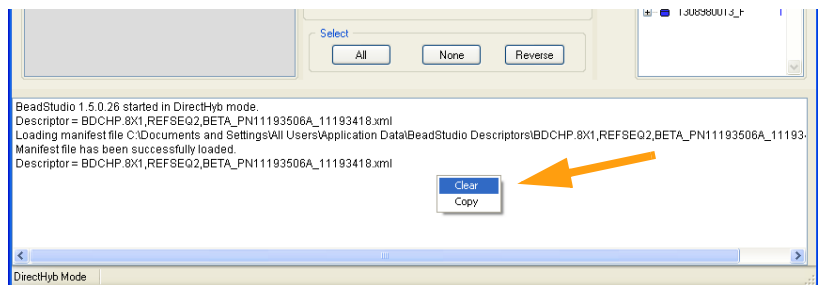 1308980013_F
Select
All None Reverse
BeadStudio 1.5.0.26 started in DirectHyb mode.
Descriptor = BDCHP.8X1,REFSEQ2,BETA_PN11193506A_11193418.xml
Loading manifest file C:\Documents and Settings\All Users\Application Data\BeadStudio Descriptors\BDCHP.8X1,REFSEQ2,BETA_PN11193506A_11193
Manifest file has been successfully loaded.
Descriptor = BDCHP.8X1,REFSEQ2,BETA_PN11193506A_11193418.xml
Clear
Copy
DirectHyb Mode